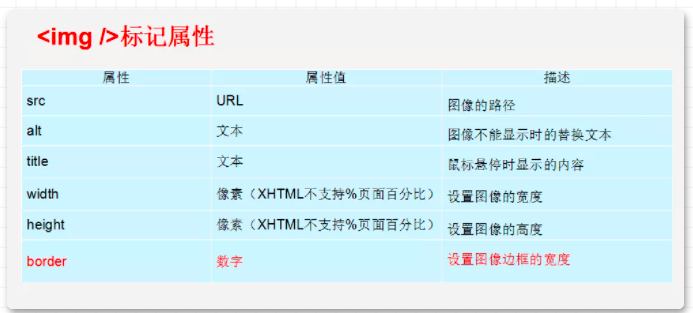 <img />标记属性
属性 属性值 描述
src URL 图像的路径
alt 文本 图像不能显示时的替换文本
title 文本 鼠标悬停时显示的内容
width 像素（XHTML不支持%页面百分比） 设置图像的宽度
height 像素（XHTML不支持%页面百分比） 设置图像的高度
border 数字 设置图像边框的宽度